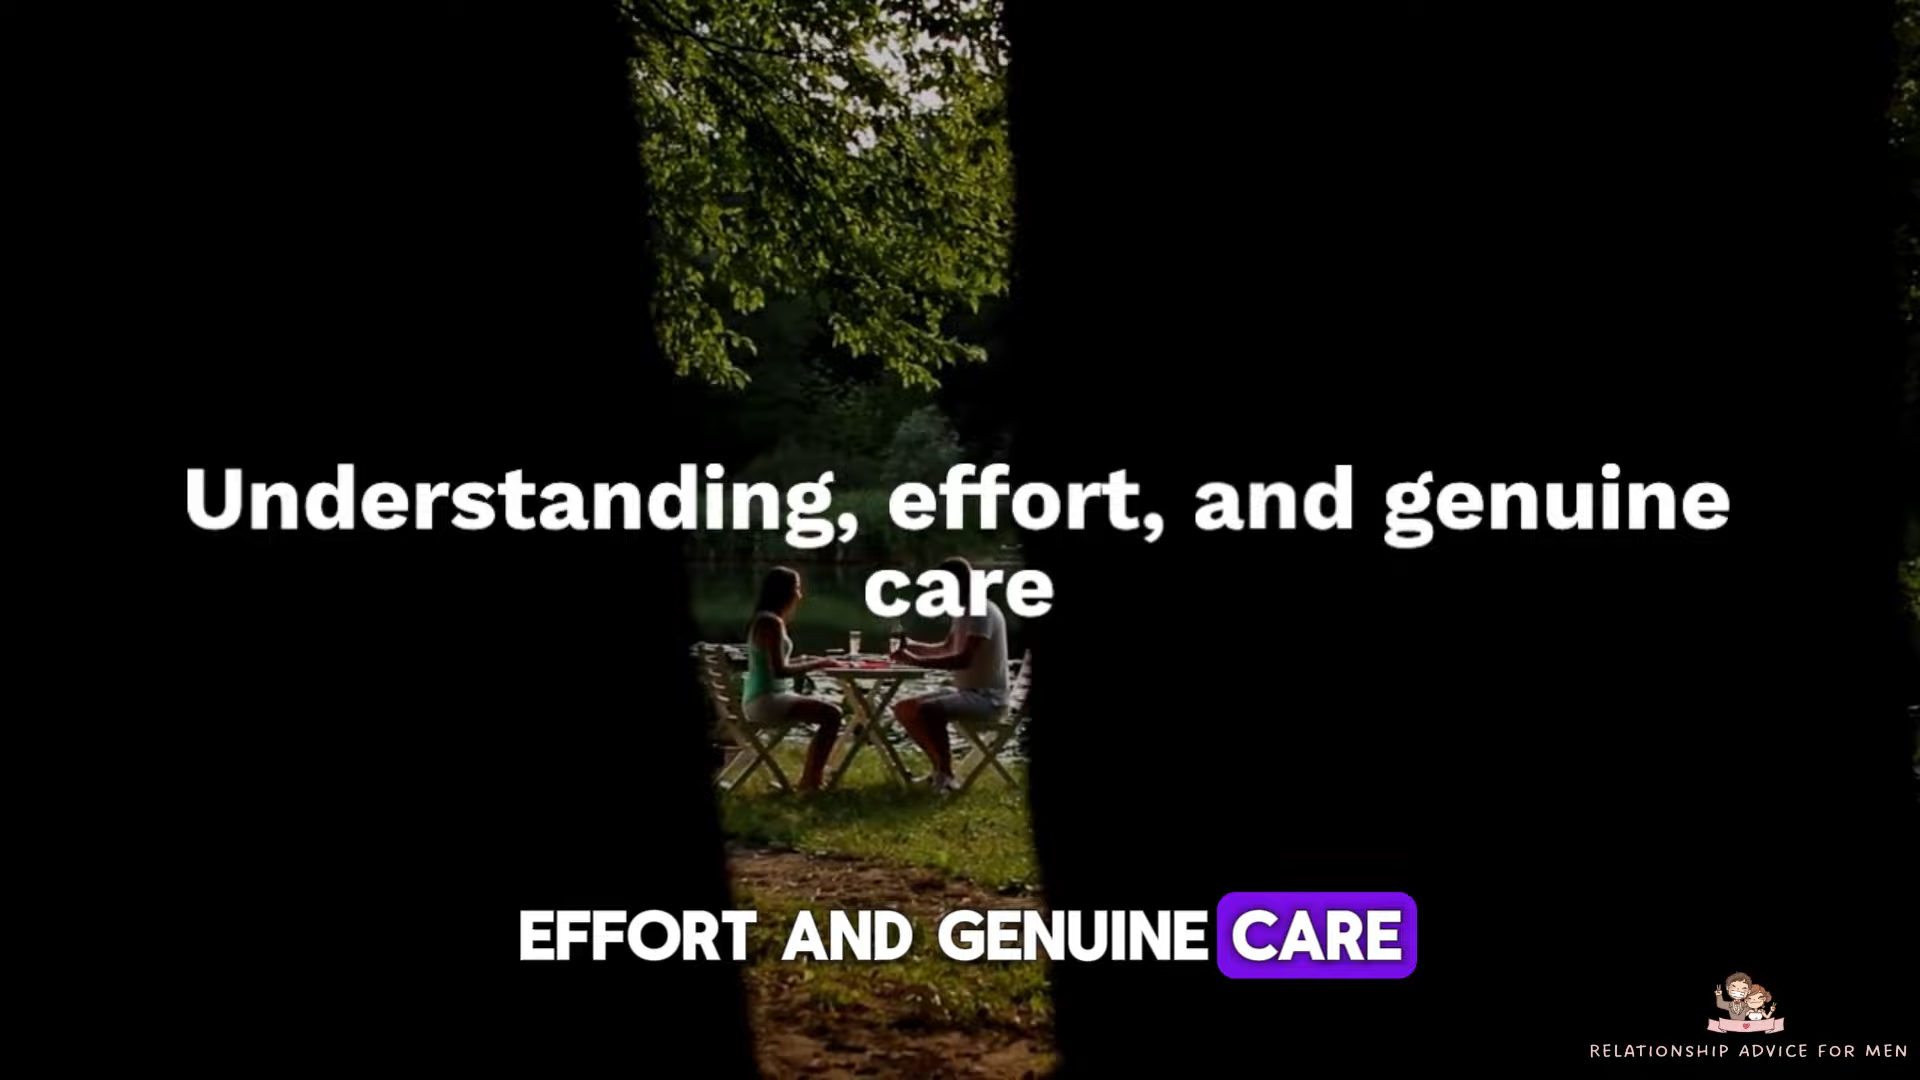 Understanding, effort, and genuine
care
EFFORT AND GENUINE CARE
RELATIONSHIP ADVICE FOR MEN